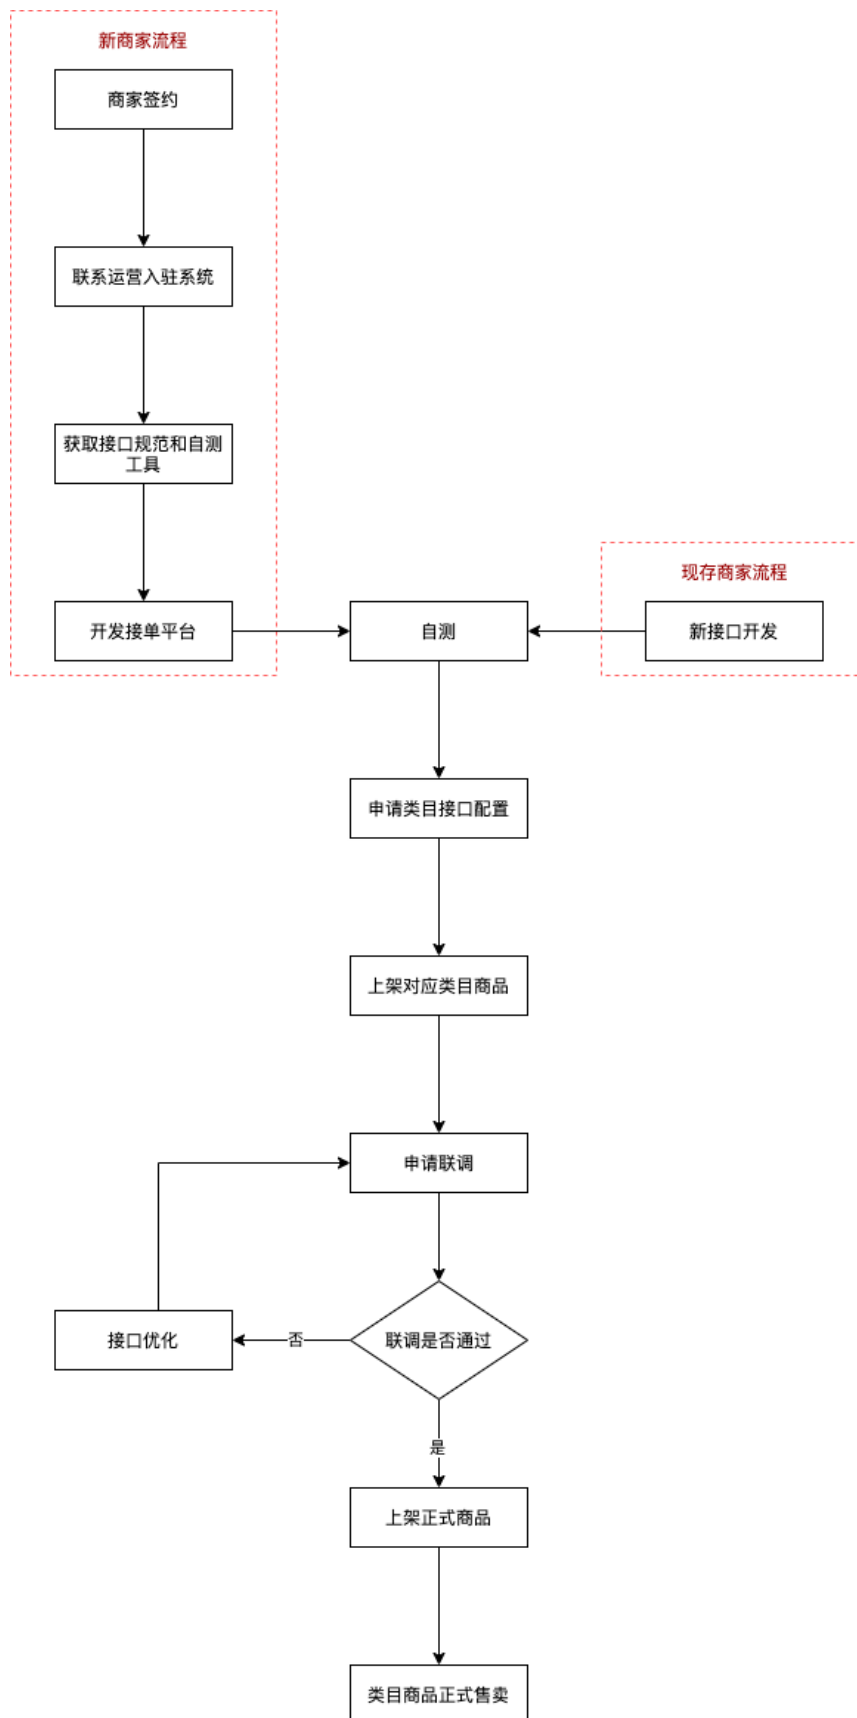 新商家流程
商家签约
联系运营入驻系统
获取接口规范和自测
工具
现存商家流程
开发接单平台
自测
新接口开发
申请类目接口配置
上架对应类目商品
申请联调
接口优化
否
联调是否通过
是
上架正式商品
类目商品正式售卖